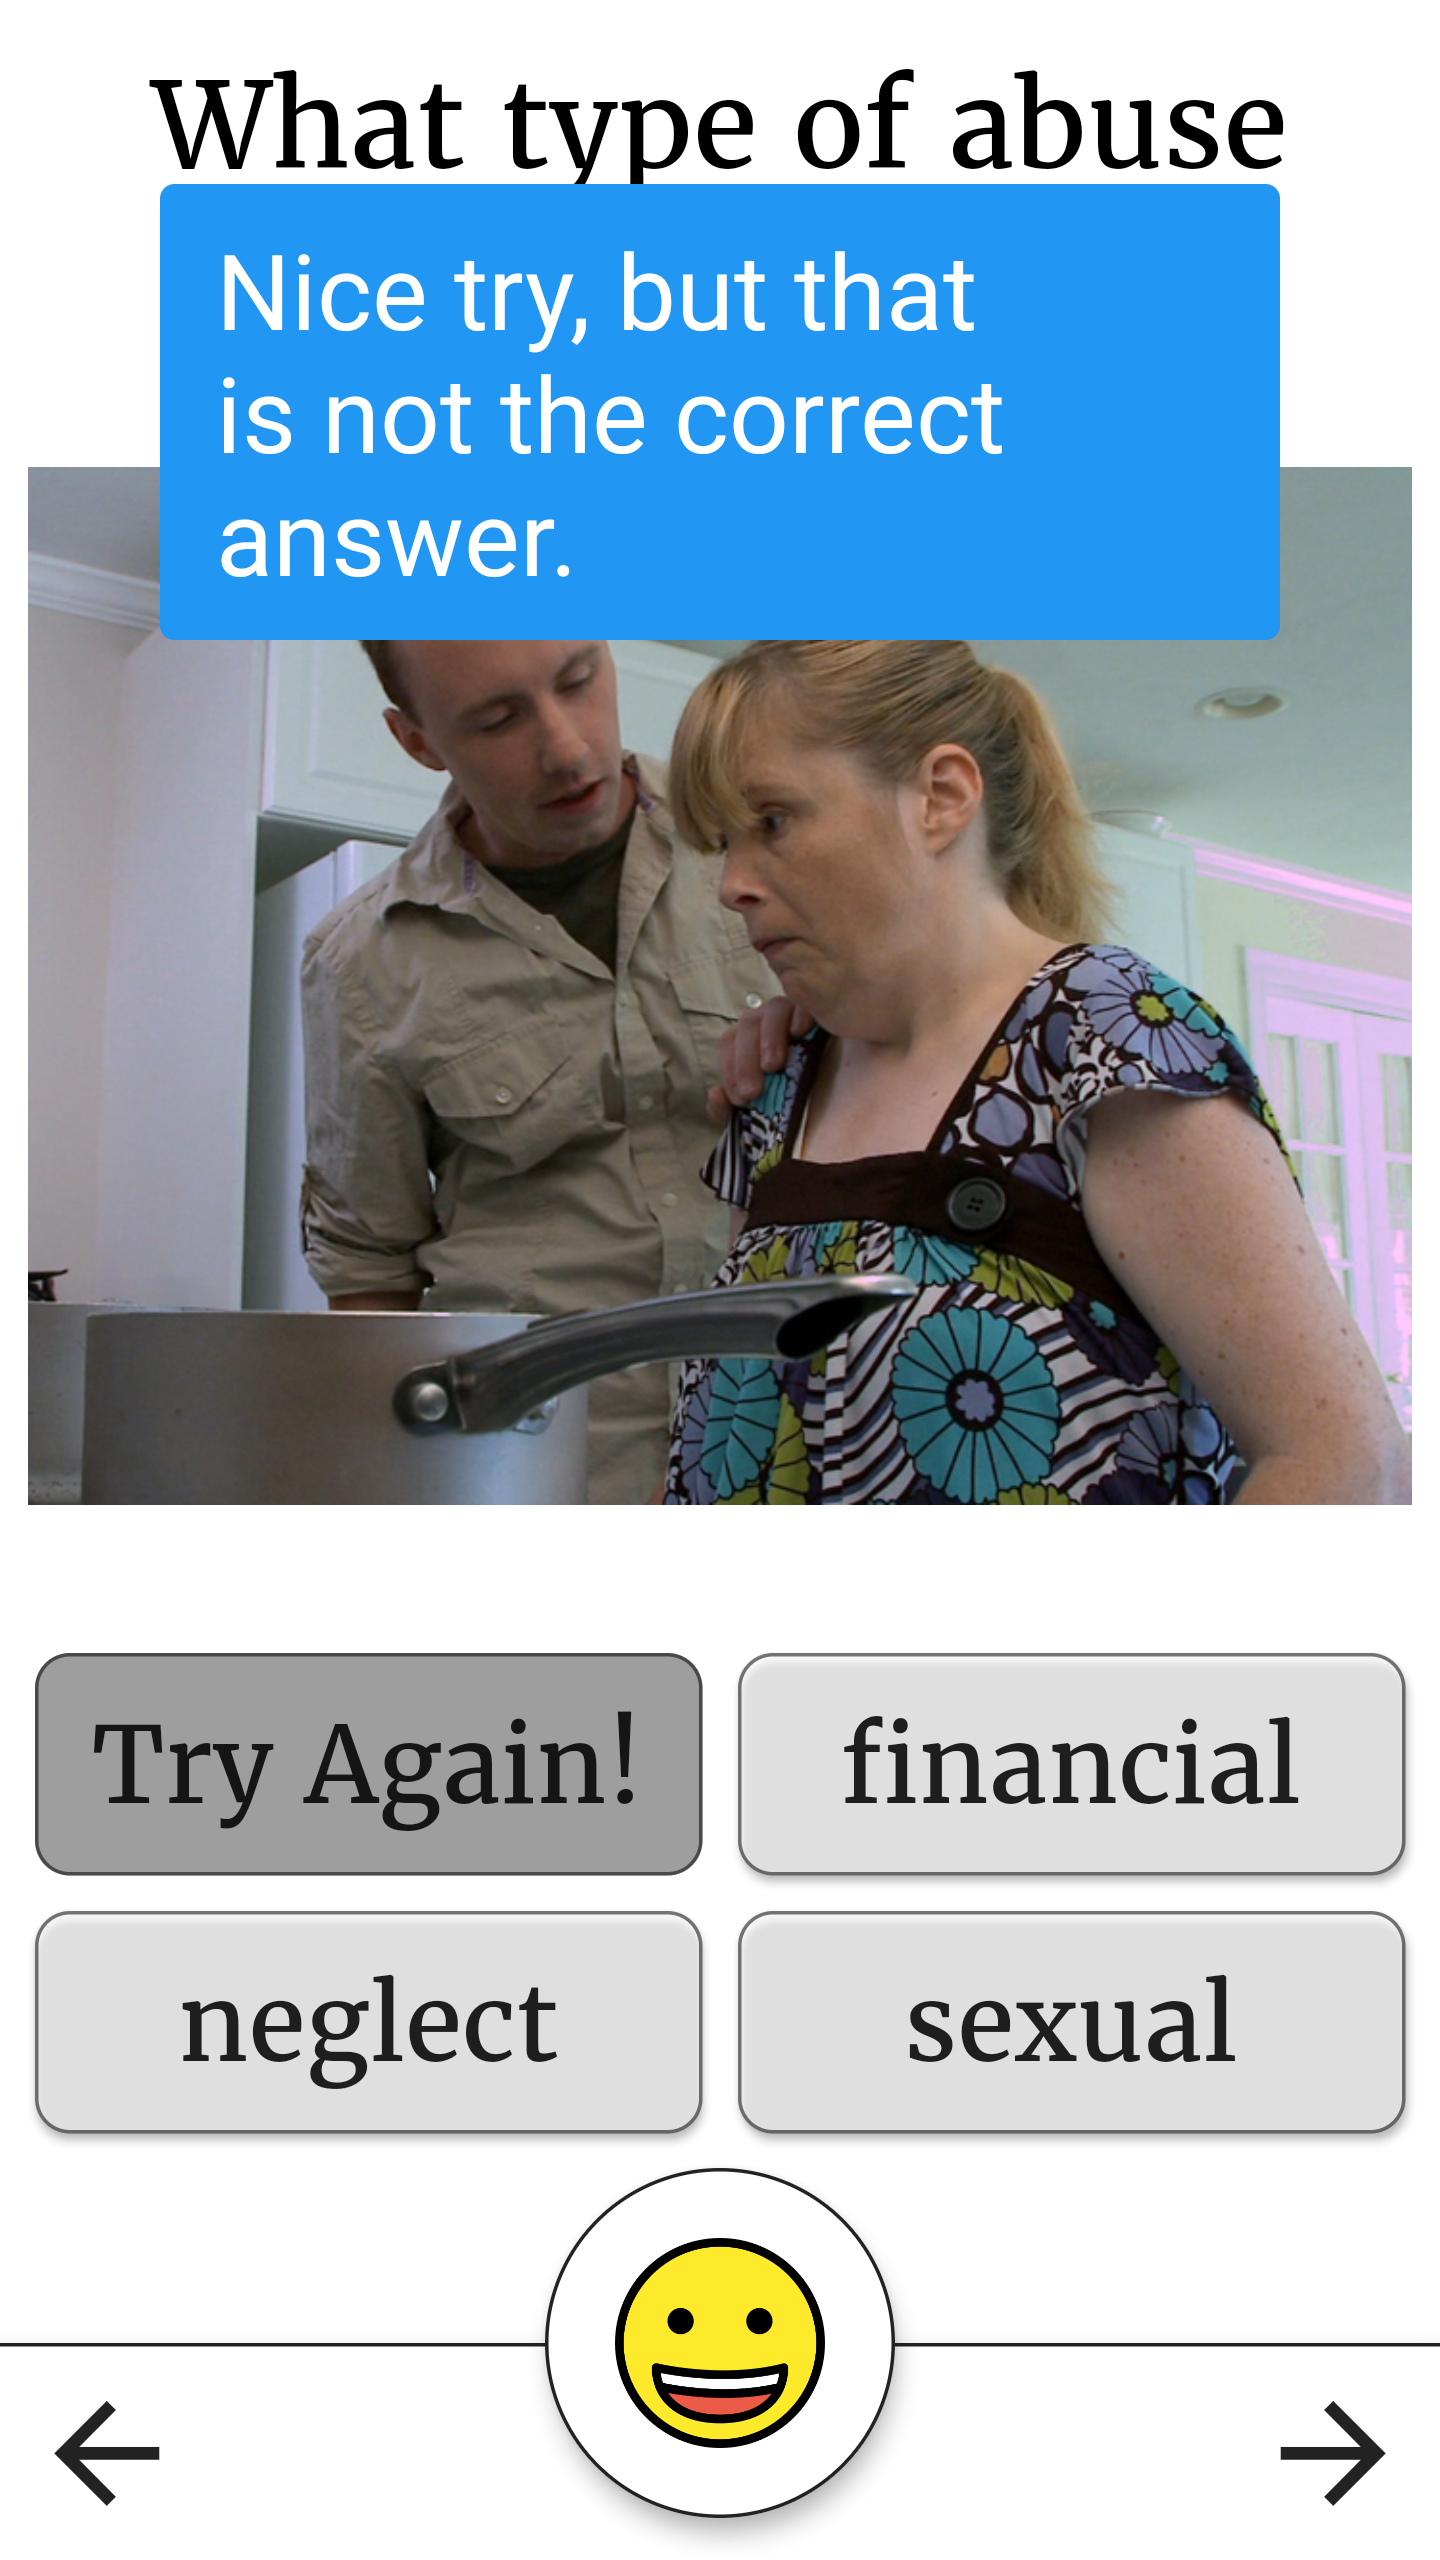 What type of abuse
Nice try, but that
is not the correct
answer.
Try Again!
financial
neglect
sexual